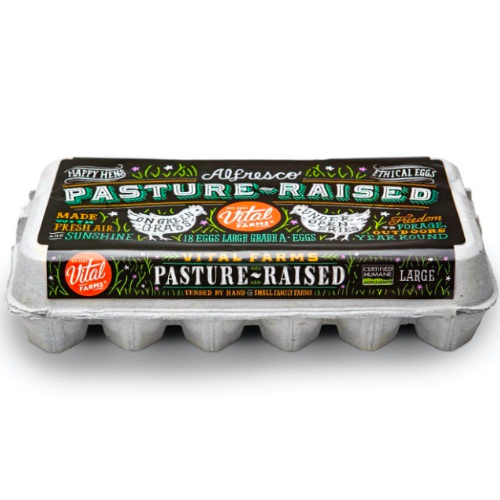 HAPPY HENS
Alfresco
ETHICAL EGGS
PASTURE~RAISED
MADE
WITH
FRESH AIR
AND SUNSHINE
ON GREEN
GRASS
Vital
FARMS
UNDER
OPEN
SKIES
Freedom
TO FORAGE
OUTDOORS
YEAR ROUND
18 EGGS LARGE GRADE A-EGGS
VITAL FARMS
Vital
FARMS
PASTURE~RAISED
TENDED BY HAND ON SMALL FAMILY FARMS
CERTIFIED
HUMANE
LARGE